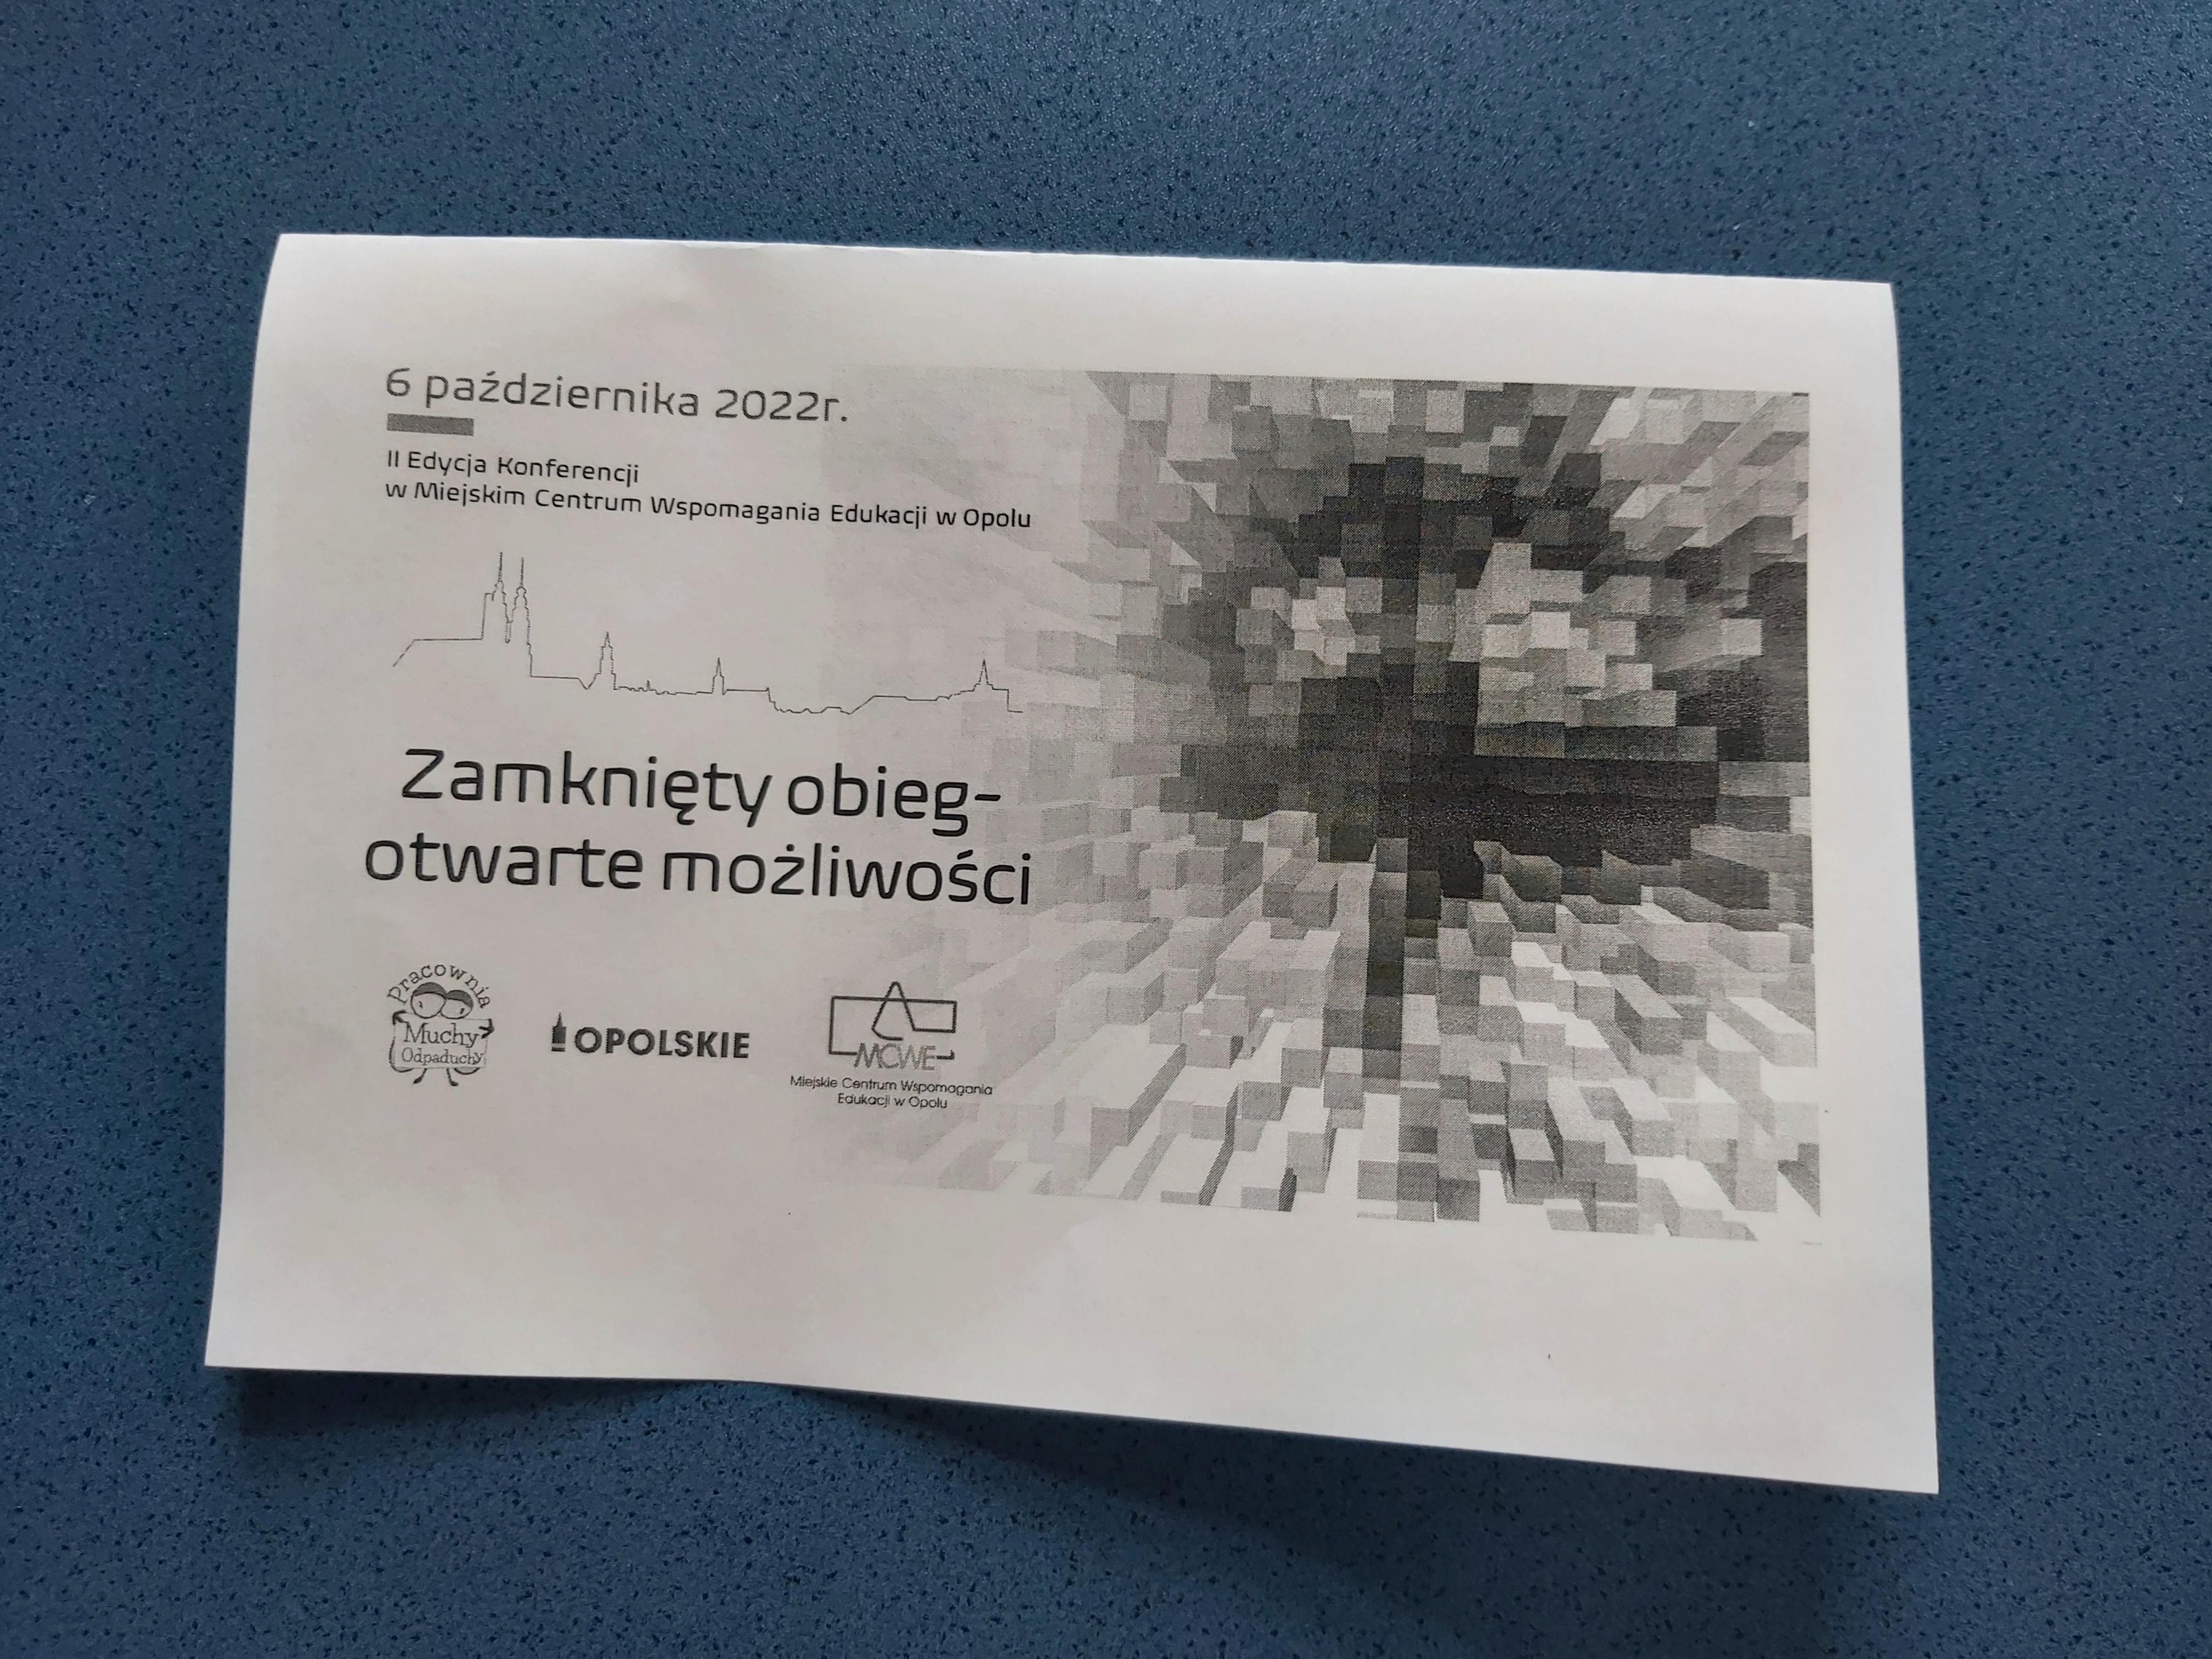 6 października 2022r.
II Edycja Konferencji
w Miejskim Centrum Wspomagania Edukacji w Opolu
Zamknięty obieg-
otwarte możliwości
Pracownia
Muchy
Odpaduchy
OPOLSKIE
MCWE
Miejskie Centrum Wspomagania
Edukacji w Opolu